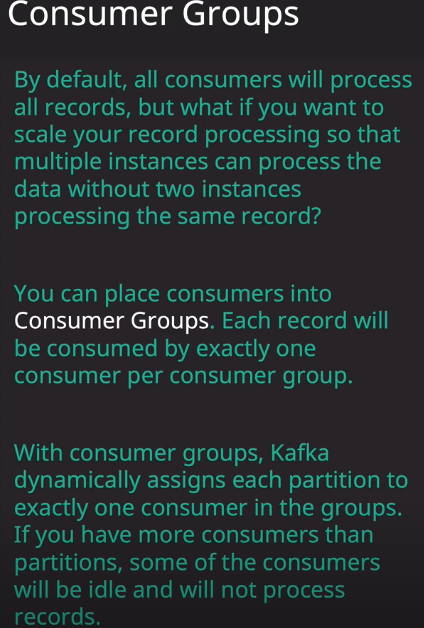 Consumer Groups
By default, all consumers will process
all records, but what if you want to
scale your record processing so that
multiple instances can process the
data without two instances
processing the same record?
You can place consumers into
Consumer Groups. Each record will
be consumed by exactly one
consumer per consumer group.
With consumer groups, Kafka
dynamically assigns each partition to
exactly one consumer in the groups.
If you have more consumers than
partitions, some of the consumers
will be idle and will not process
records.